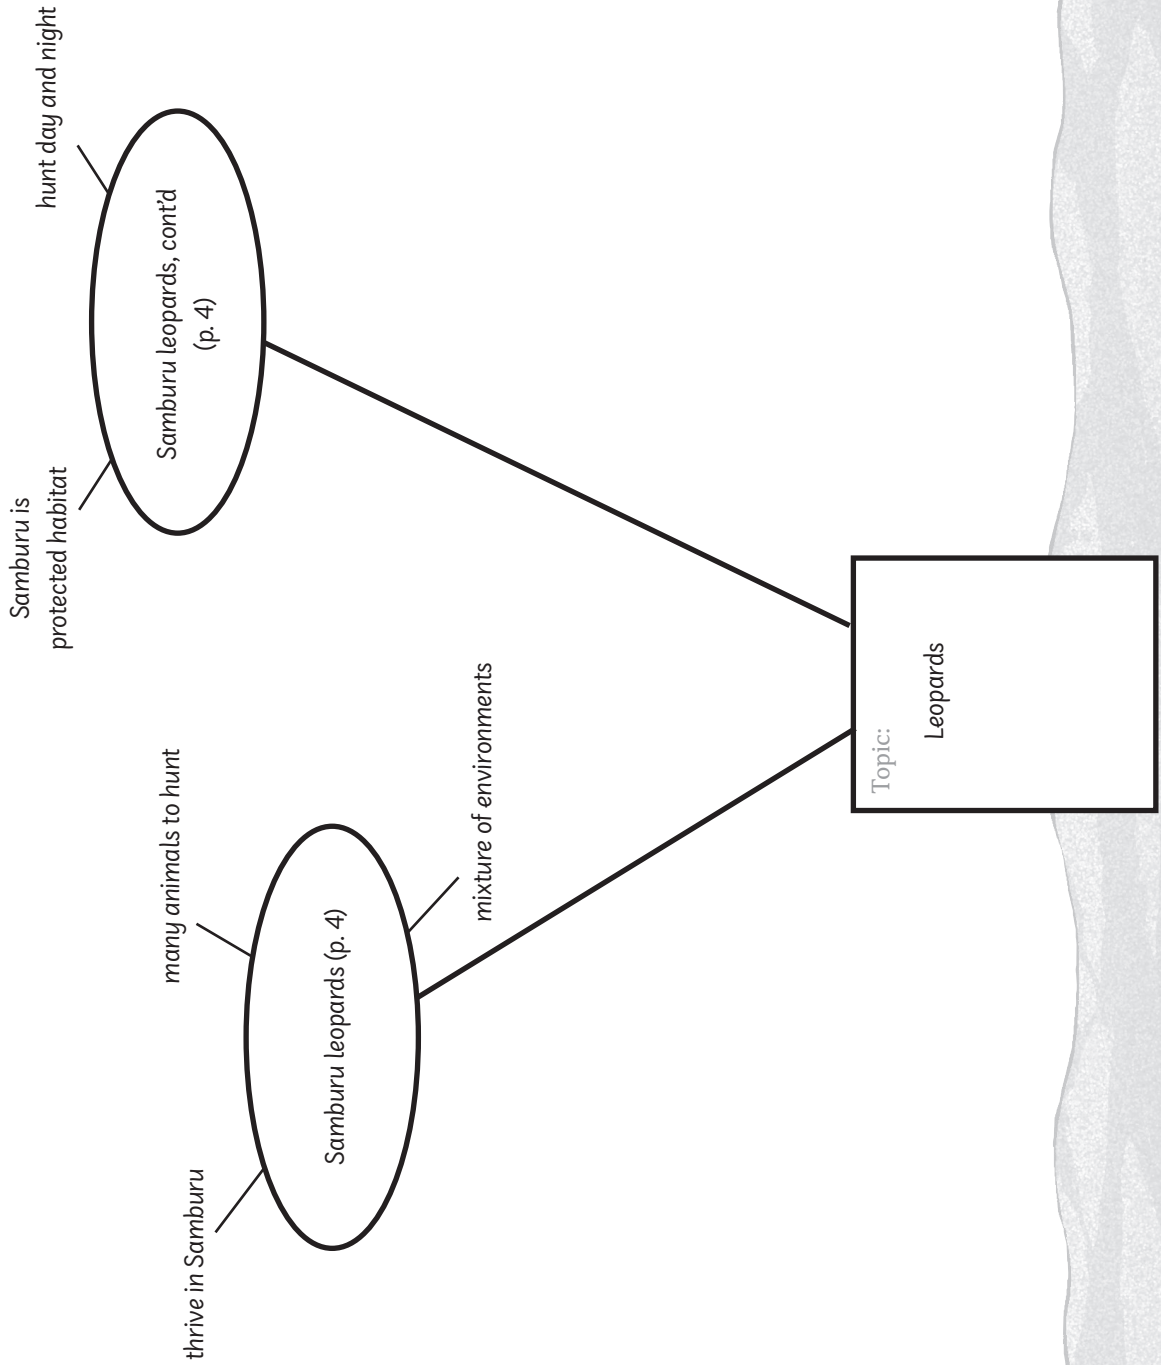 thrive in Samburu
many animals to hunt
Samburu leopards (p. 4)
mixture of environments
Samburu is
protected habitat
hunt day and night
Samburu leopards, cont'd
(p. 4)
Topic:
Leopards